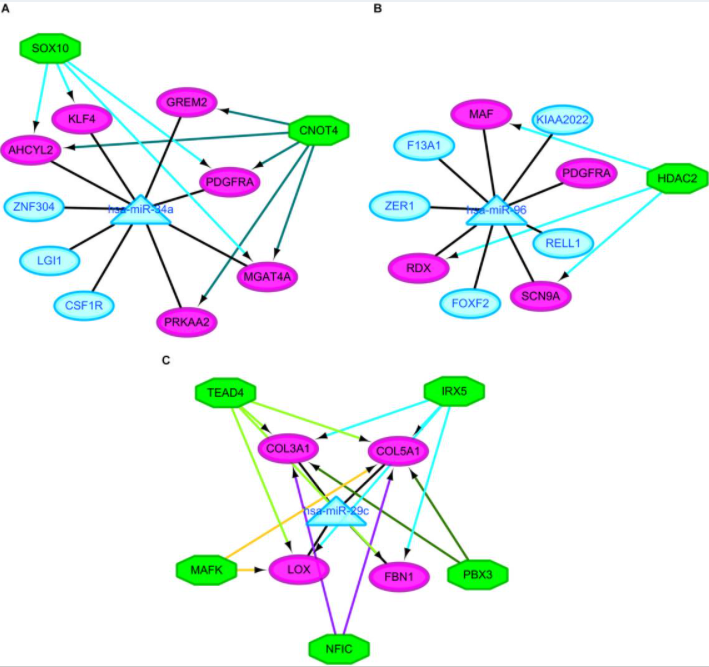 A
SOX10
GREM2
KLF4
CNOT4
AHCYL2
PDGFRA
ZNF304
hsa-miR-34a
LGI1
MGAT4A
CSF1R
PRKAA2
B
MAF
KIAA2022
F13A1
PDGFRA
HDAC2
ZER1
hsa-miR-96
RELL1
RDX
SCN9A
FOXF2
C
TEAD4
IRX5
COL3A1
COL5A1
hsa-miR-29c
MAFK
LOX
FBN1
PBX3
NFIC